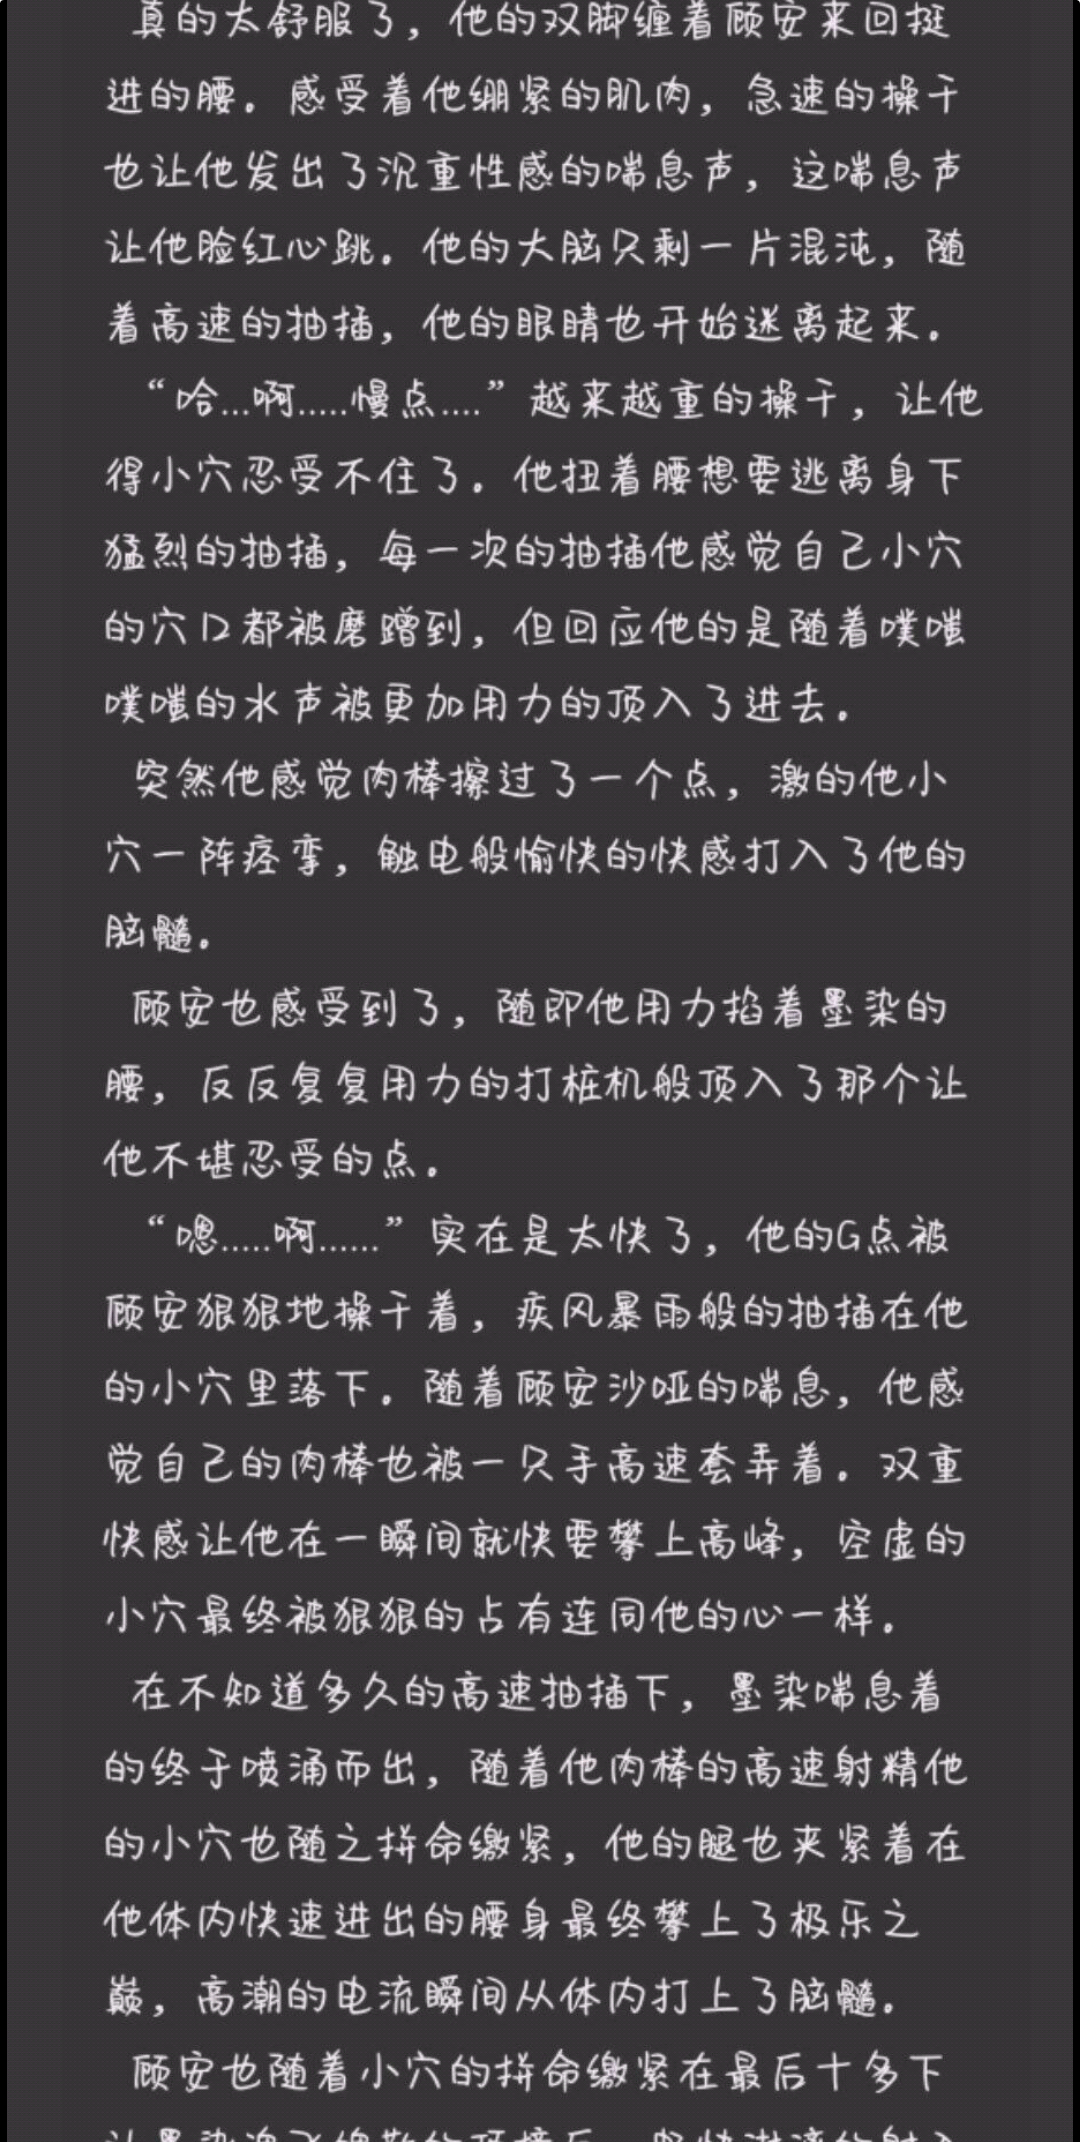 真的太舒服了，他的双脚缠着顾安来回挺
进的腰。感受着他绷紧的肌肉，急速的操干
也让他发出了沉重性感的喘息声，这喘息声
让他脸红心跳。他的大脑只剩一片混沌，随
着高速的抽插，他的眼睛也开始迷离起来。
“哈...啊.....慢点....”越来越重的操干，让他
得小穴忍受不住了。他扭着腰想要逃离身下
猛烈的抽插，每一次的抽插他感觉自己小穴
的穴口都被磨蹭到，但回应他的是随着噗嗤
噗嗤的水声被更加用力的顶入了进去。
突然他感觉肉棒擦过了一个点，激的他小
穴一阵痉挛，触电般愉快的快感打入了他的
脑髓。
顾安也感受到了，随即他用力掐着墨染的
腰，反反复复用力的打桩机般顶入了那个让
他不堪忍受的点。
“嗯.....啊......”实在是太快了，他的G点被
顾安狠狠地操干着，疾风暴雨般的抽插在他
的小穴里落下。随着顾安沙哑的喘息，他感
觉自己的肉棒也被一只手高速套弄着。双重
快感让他在一瞬间就快要攀上高峰，空虚的
小穴最终被狠狠的占有连同他的心一样。
在不知道多久的高速抽插下，墨染喘息着
的终于喷涌而出，随着他肉棒的高速射精他
的小穴也随之拼命缴紧，他的腿也夹紧着在
他体内快速进出的腰身最终攀上了极乐之
巅，高潮的电流瞬间从体内打上了脑髓。
顾安也随着小穴的拼命缴紧在最后十多下